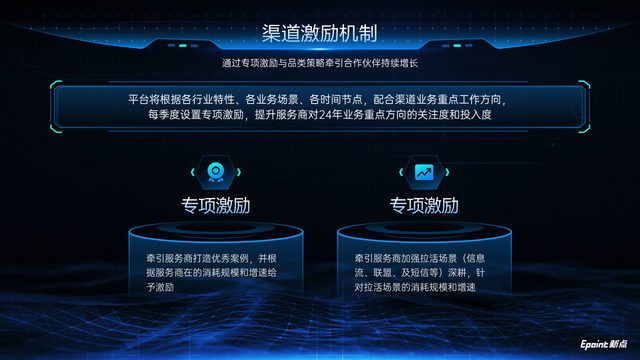 渠道激励机制
通过专项激励与品类策略牵引合作伙伴持续增长
平台将根据各行业特性、各业务场景、各时间节点，配合渠道业务重点工作方向，
每季度设置专项激励，提升服务商对24年业务重点方向的关注度和投入度
专项激励
牵引服务商打造优秀案例，并根
据服务商在的消耗规模和增速给
予激励
专项激励
牵引服务商加强拉活场景（信息
流、联盟、及短信等）深耕，针
对拉活场景的消耗规模和增速
Epoint 新点